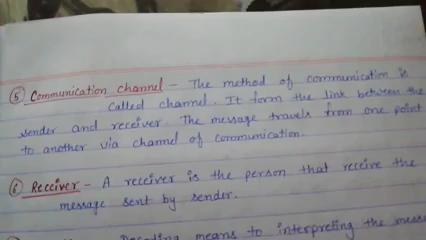 ⑤ Communication channel - The method of communication is
called channel. It form the link between the
sender and receiver. The message travels from one point
to another via channel of communication.
⑥ Receiver - A receiver is the person that receive the
message sent by sender.
Decoding means to interpreting the